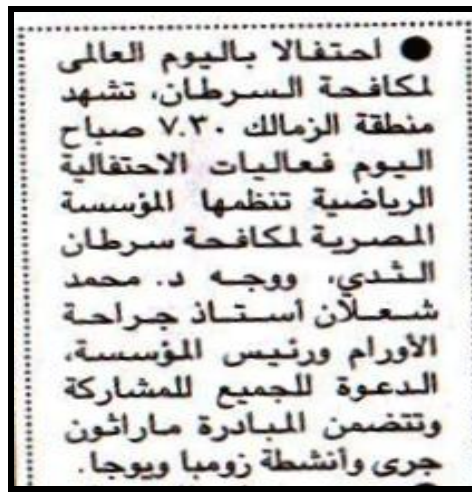 ● احتفالا باليوم العالمى
لمكافحة السرطان، تشهد
منطقة الزمالك ٧.٣٠ صباح
اليوم فعاليات الاحتفالية
الرياضية تنظمها المؤسسة
المصرية لمكافحة سرطان
الثدي، ووجه د. محمد
شعلان أستاذ جراحة
الأورام ورئيس المؤسسة،
الدعوة للجميع للمشاركة
وتتضمن المبادرة ماراثون
جرى وأنشطة زومبا ويوجا.